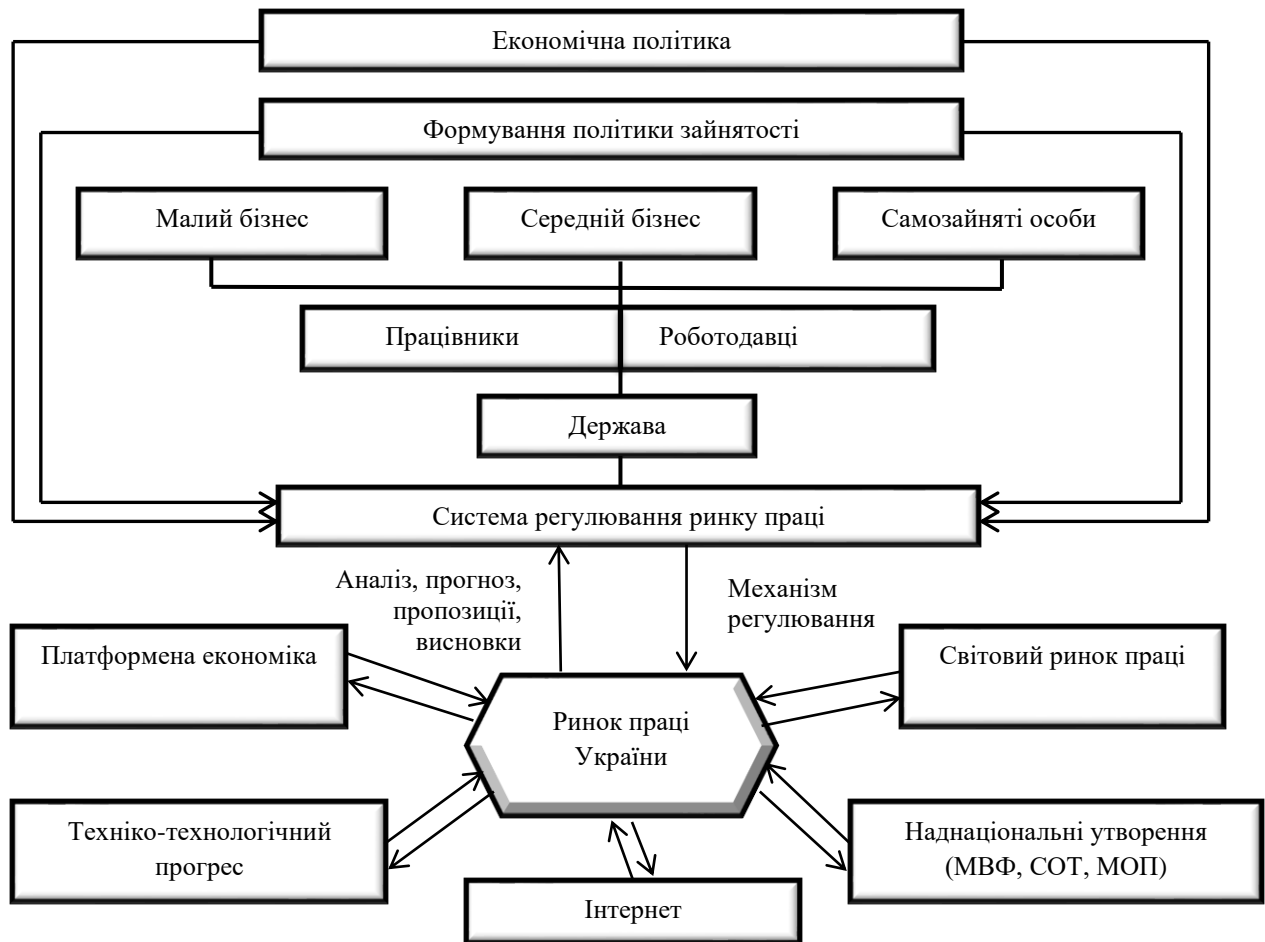 Економічна політика
Формування політики зайнятості
Малий бізнес
Середній бізнес
Самозайняті особи
Працівники
Роботодавці
Держава
Система регулювання ринку праці
Аналіз, прогноз,
пропозиції,
висновки
Механізм
регулювання
Платформена економіка
Світовий ринок праці
Ринок праці
України
Техніко-технологічний
прогрес
Наднаціональні утворення
(МВФ, СОТ, МОП)
Інтернет